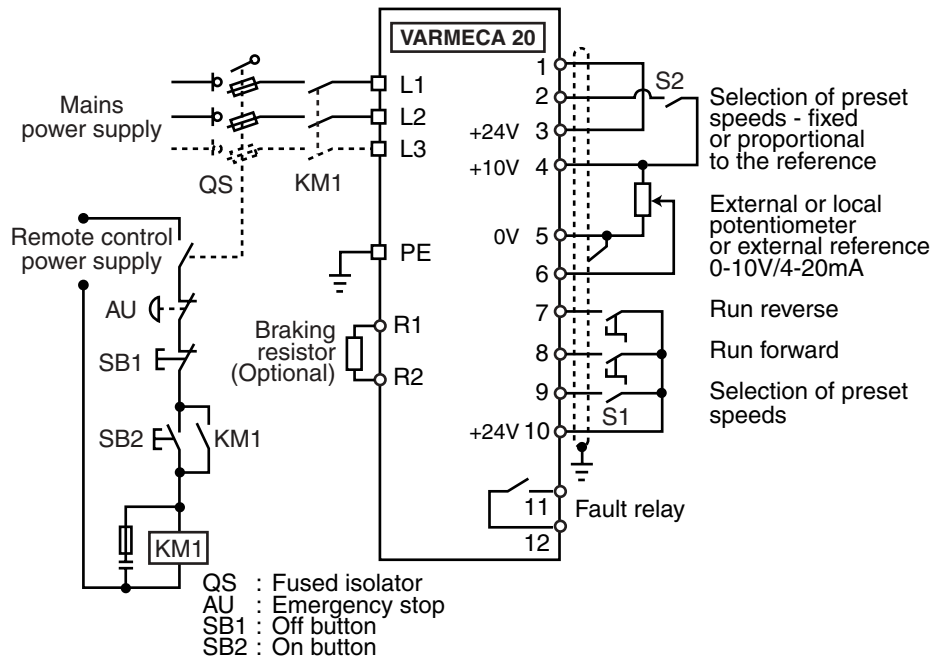 VARMECA 20
L1
L2
L3
Mains
power supply
QS
KM1
Remote control
power supply
PE
AU
SB1
Braking
resistor
(Optional)
R1
R2
SB2
KM1
KM1
1
2
+24V 3
+10V 4
0V 5
6
7
8
9
+24V 10
11
12
S2
Selection of preset
speeds - fixed
or proportional
to the reference
External or local
potentiometer
or external reference
0-10V/4-20mA
Run reverse
Run forward
Selection of preset
speeds
S1
Fault relay
QS : Fused isolator
AU : Emergency stop
SB1 : Off button
SB2 : On button